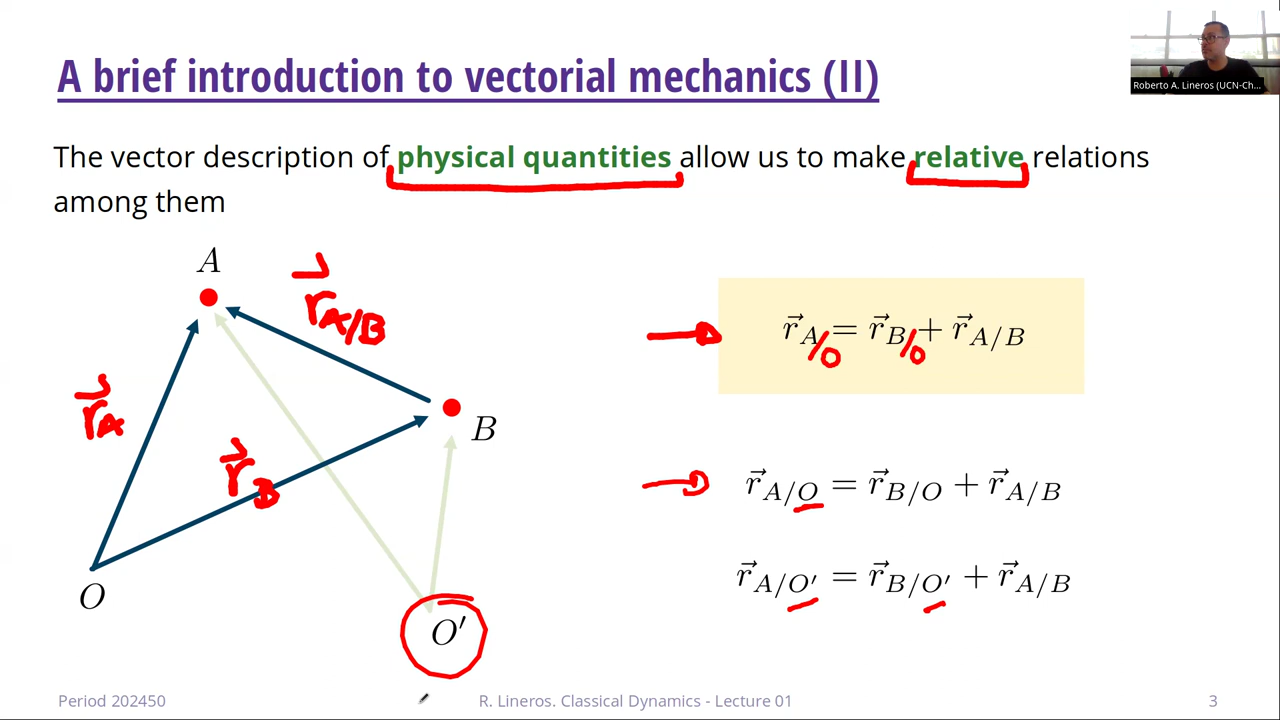 Roberto A. Lineros (UCN-Ch...
A brief introduction to vectorial mechanics (II)
The vector description of physical quantities allow us to make relative relations
among them
A
r⃗A/B
r⃗A/O = r⃗B/O + r⃗A/B
r⃗A
B
r⃗B
r⃗A/O = r⃗B/O + r⃗A/B
r⃗A/O′ = r⃗B/O′ + r⃗A/B
O
O′
Period 202450
R. Lineros. Classical Dynamics - Lecture 01
3